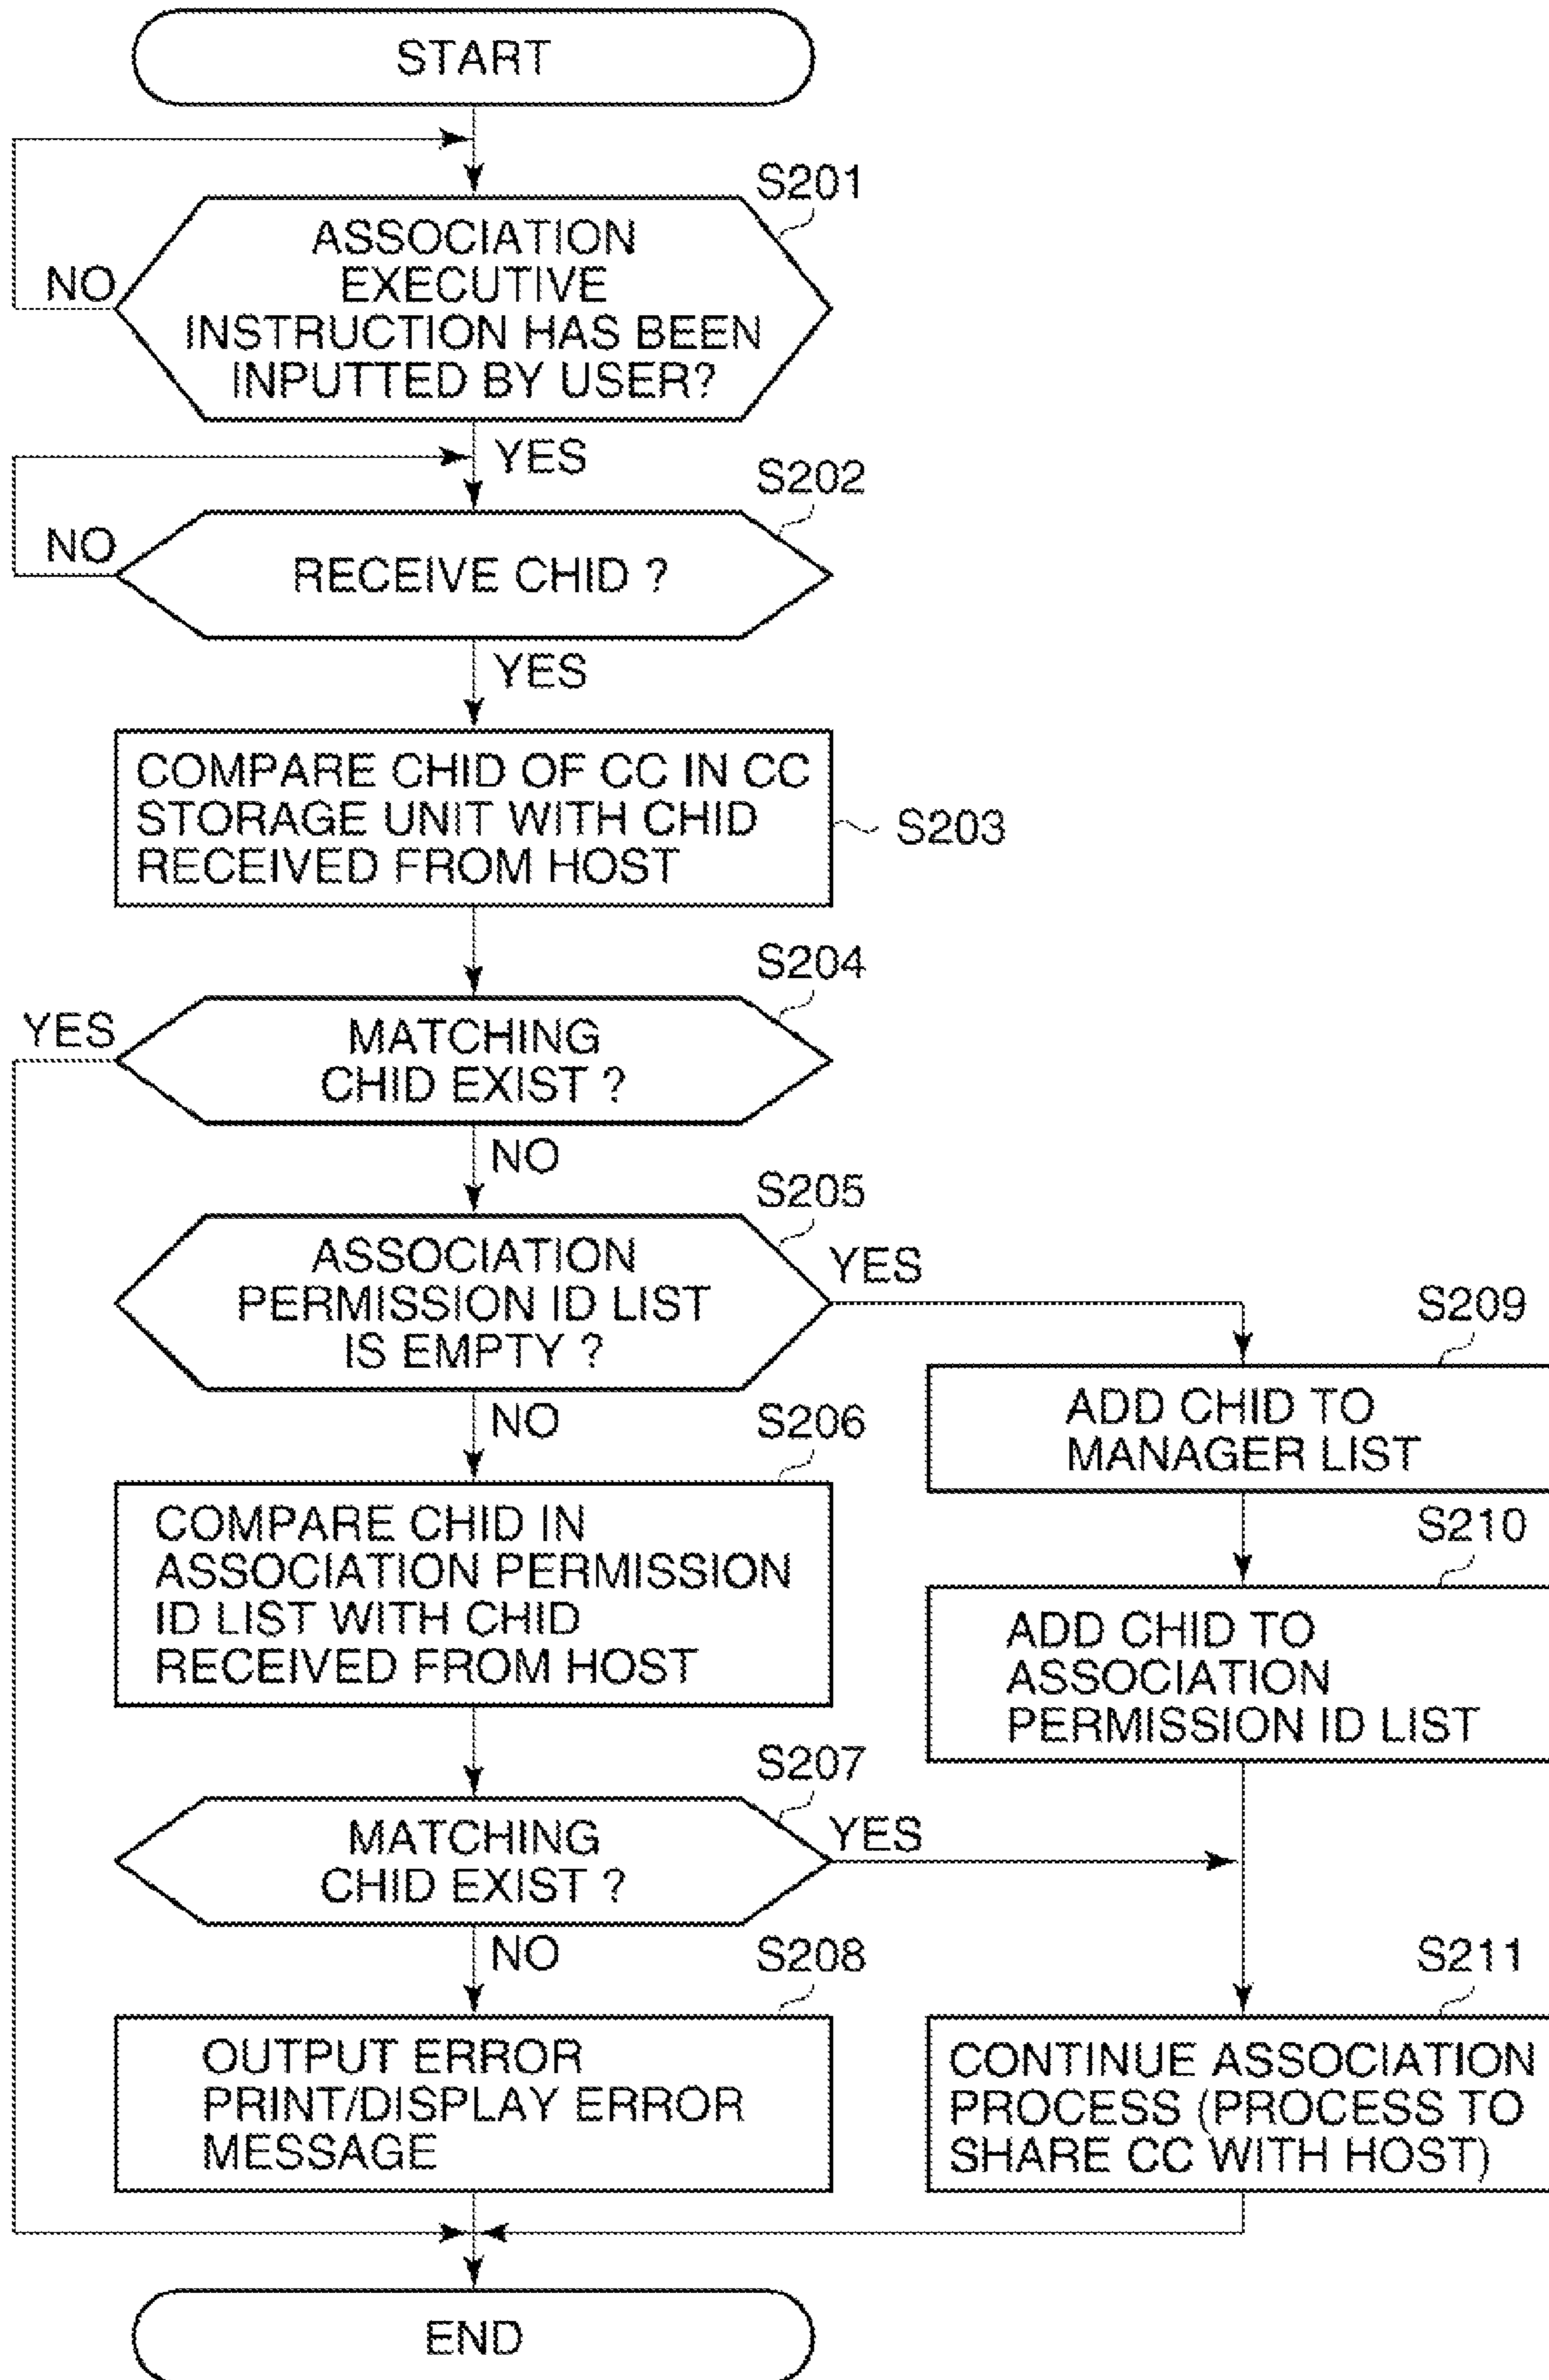 START
S201
ASSOCIATION
EXECUTIVE
INSTRUCTION HAS BEEN
INPUTTED BY USER?
NO
YES
S202
RECEIVE CHID ?
NO
YES
COMPARE CHID OF CC IN CC
STORAGE UNIT WITH CHID
RECEIVED FROM HOST
S203
S204
YES
MATCHING
CHID EXIST ?
NO
S205
ASSOCIATION
PERMISSION ID LIST
IS EMPTY ?
YES
NO
S206
COMPARE CHID IN
ASSOCIATION PERMISSION
ID LIST WITH CHID
RECEIVED FROM HOST
S209
ADD CHID TO
MANAGER LIST
S210
ADD CHID TO
ASSOCIATION
PERMISSION ID LIST
S207
MATCHING
CHID EXIST ?
YES
NO
S208
OUTPUT ERROR
PRINT/DISPLAY ERROR
MESSAGE
S211
CONTINUE ASSOCIATION
PROCESS (PROCESS TO
SHARE CC WITH HOST)
END